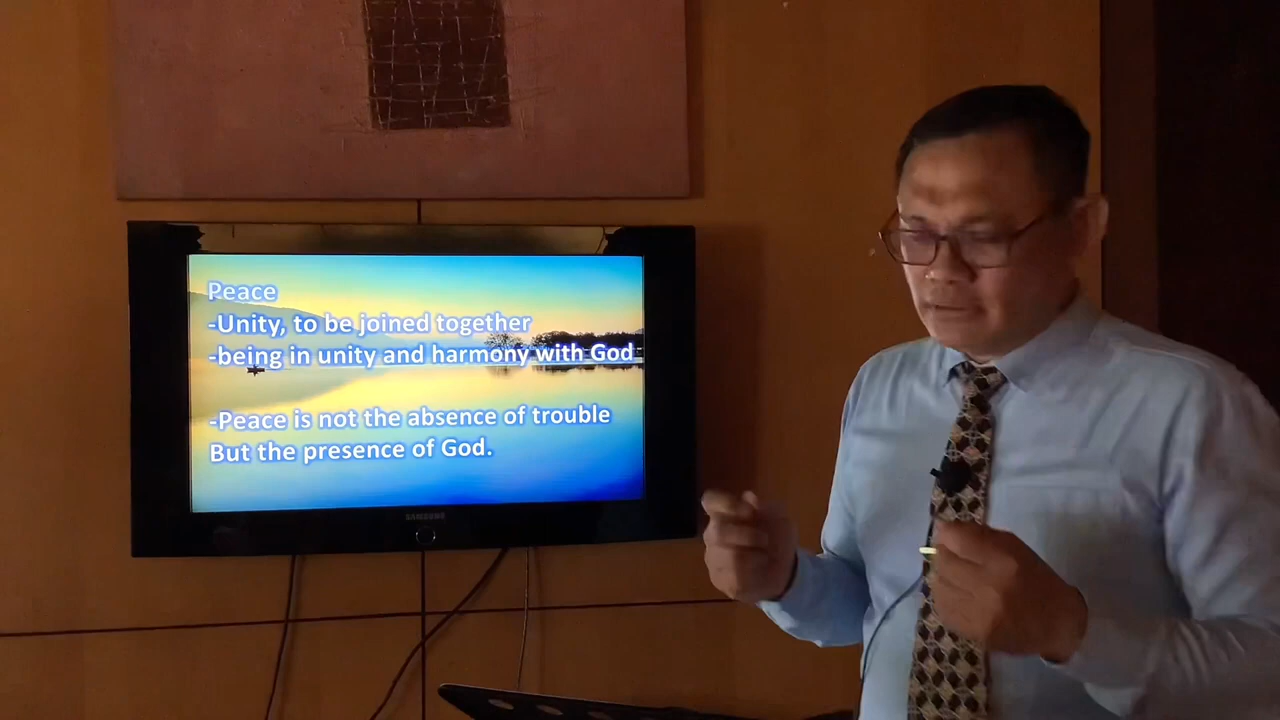 Peace
-Unity, to be joined together
-being in unity and harmony with God
-Peace is not the absence of trouble
But the presence of God.
SAMSUNG